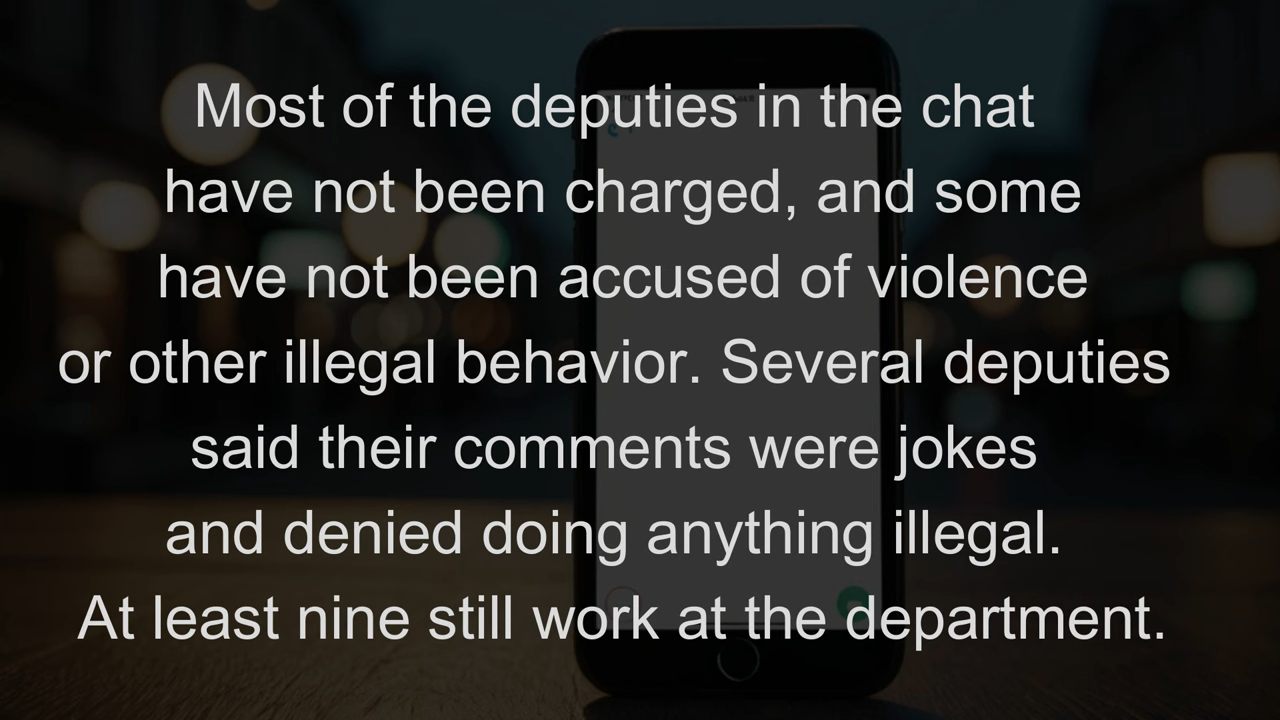 Most of the deputies in the chat
have not been charged, and some
have not been accused of violence
or other illegal behavior. Several deputies
said their comments were jokes
and denied doing anything illegal.
At least nine still work at the department.